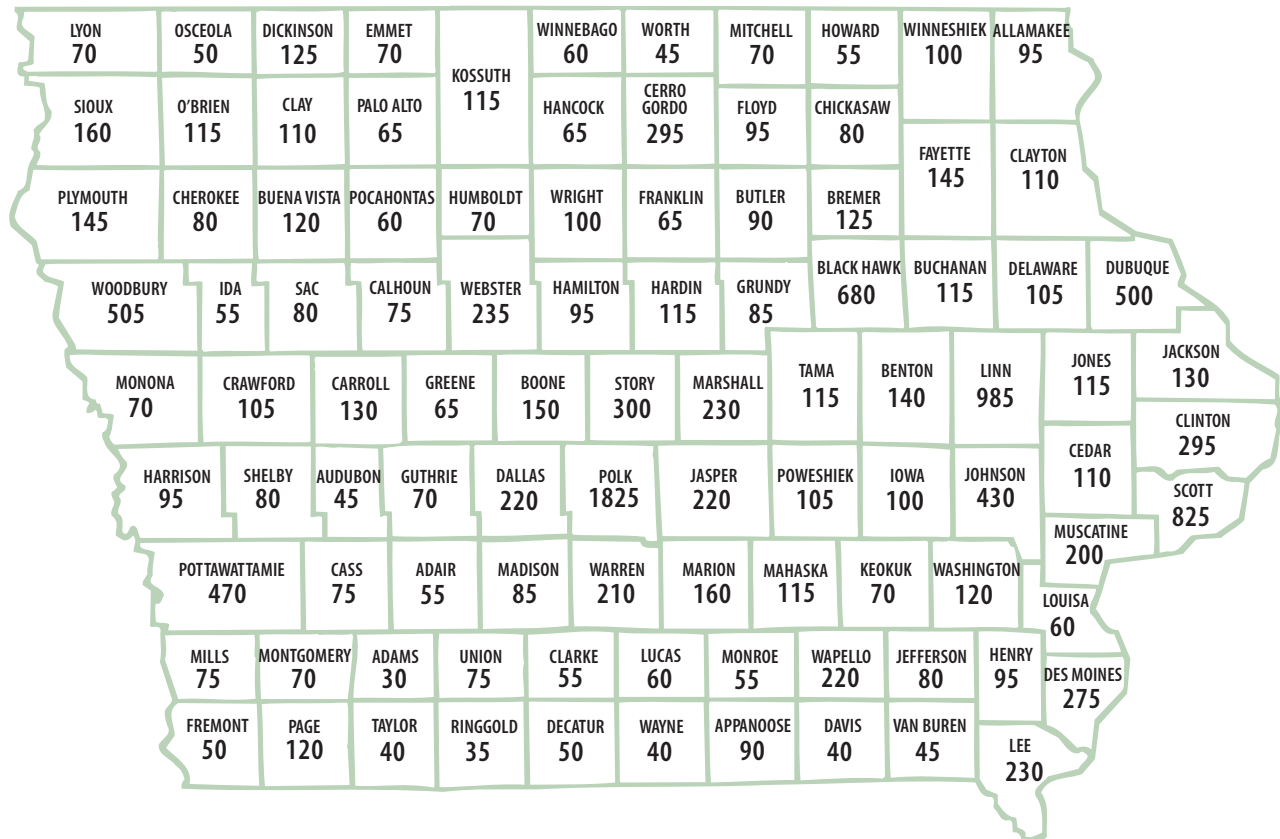 LYON
70
OSCEOLA
50
DICKINSON
125
EMMET
70
KOSSUTH
115
WINNEBAGO
60
WORTH
45
MITCHELL
70
HOWARD
55
WINNESHIEK
100
ALLAMAKEE
95
SIOUX
160
O'BRIEN
115
CLAY
110
PALO ALTO
65
HANCOCK
65
CERRO
GORDO
295
FLOYD
95
CHICKASAW
80
FAYETTE
145
CLAYTON
110
PLYMOUTH
145
CHEROKEE
80
BUENA VISTA
120
POCAHONTAS
60
HUMBOLDT
70
WRIGHT
100
FRANKLIN
65
BUTLER
90
BREMER
125
WOODBURY
505
IDA
55
SAC
80
CALHOUN
75
WEBSTER
235
HAMILTON
95
HARDIN
115
GRUNDY
85
BLACK HAWK
680
BUCHANAN
115
DELAWARE
105
DUBUQUE
500
MONONA
70
CRAWFORD
105
CARROLL
130
GREENE
65
BOONE
150
STORY
300
MARSHALL
230
TAMA
115
BENTON
140
LINN
985
JONES
115
JACKSON
130
CLINTON
295
HARRISON
95
SHELBY
80
AUDUBON
45
GUTHRIE
70
DALLAS
220
POLK
1825
JASPER
220
POWESHIEK
105
IOWA
100
JOHNSON
430
CEDAR
110
SCOTT
825
MUSCATINE
200
POTTAWATTAMIE
470
CASS
75
ADAIR
55
MADISON
85
WARREN
210
MARION
160
MAHASKA
115
KEOKUK
70
WASHINGTON
120
LOUISA
60
MILLS
75
MONTGOMERY
70
ADAMS
30
UNION
75
CLARKE
55
LUCAS
60
MONROE
55
WAPELLO
220
JEFFERSON
80
HENRY
95
DES MOINES
275
FREMONT
50
PAGE
120
TAYLOR
40
RINGGOLD
35
DECATUR
50
WAYNE
40
APPANOOSE
90
DAVIS
40
VAN BUREN
45
LEE
230